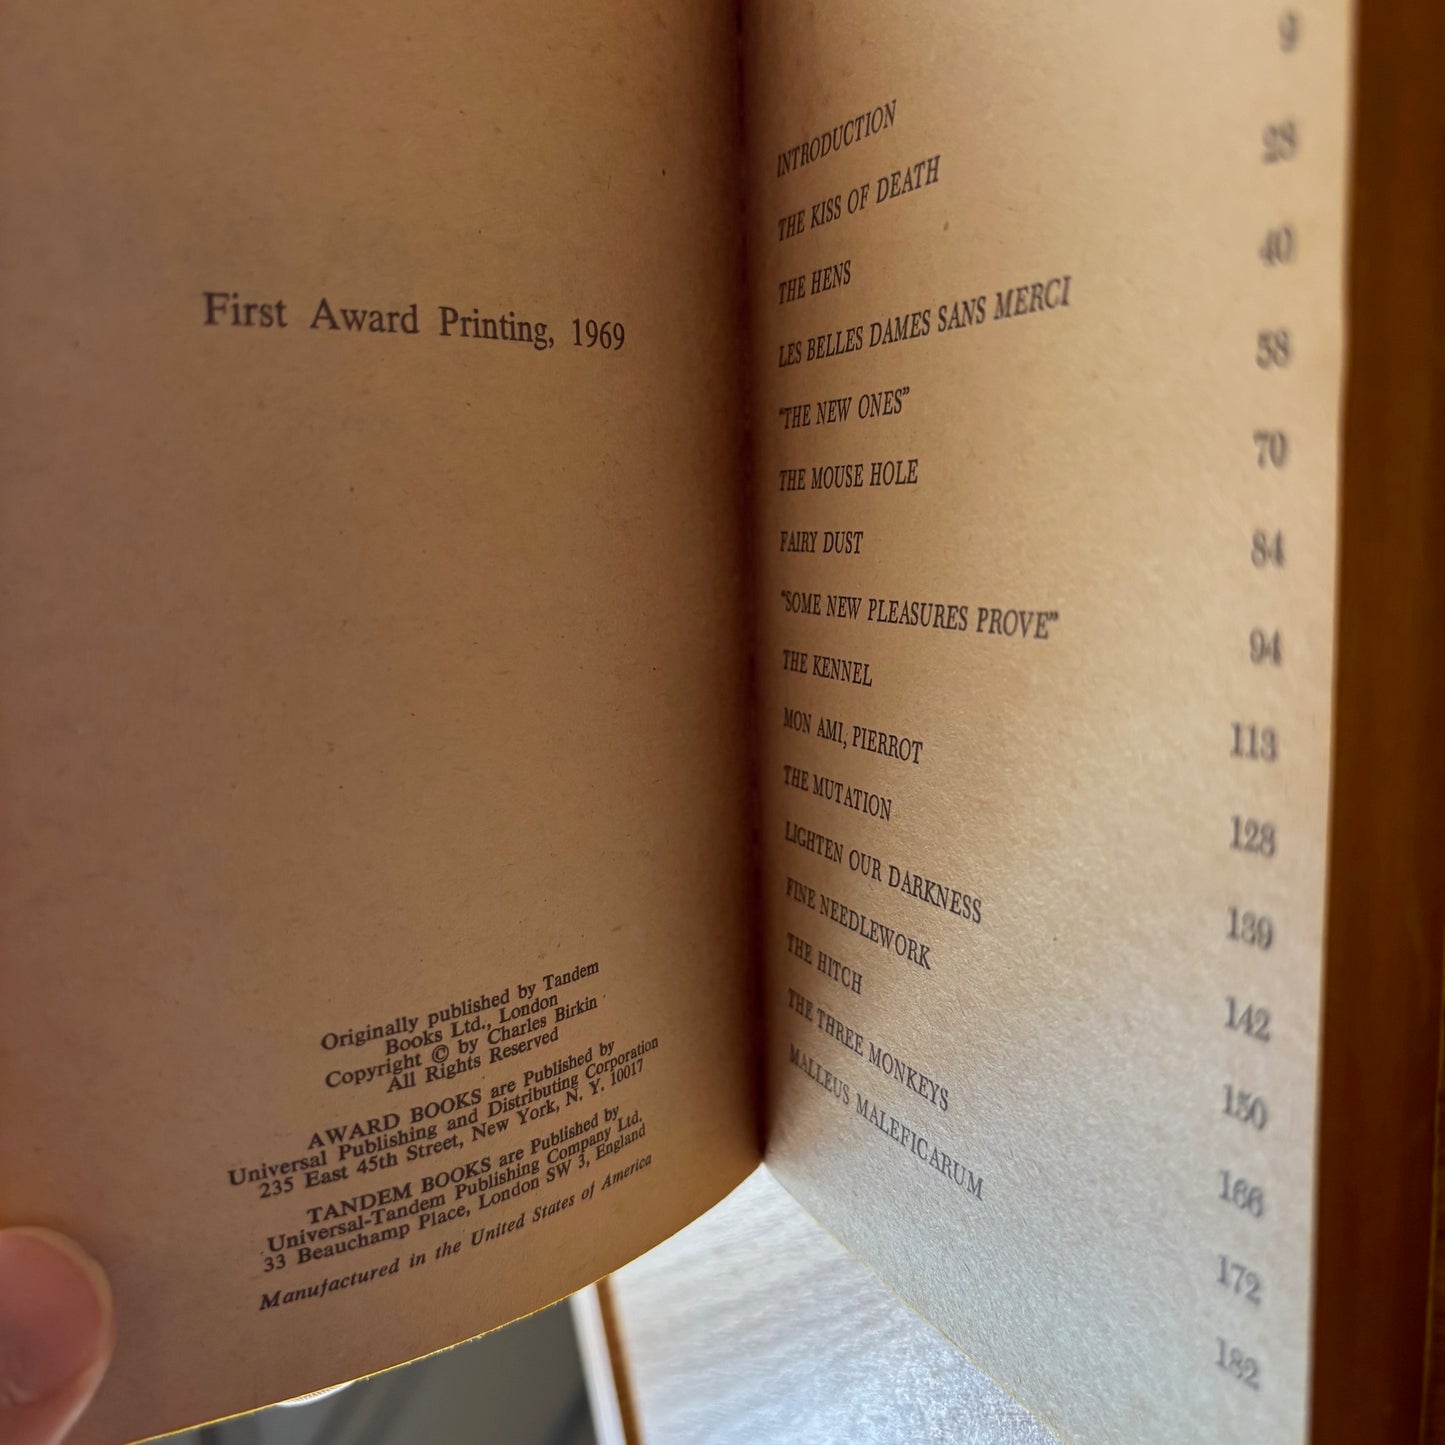 First Award Printing, 1969
Originally published by Tandem
Books Ltd., London
Copyright © by Charles Birkin
All Rights Reserved
AWARD BOOKS are Published by
Universal Publishing and Distributing Corporation
235 East 45th Street, New York, N. Y. 10017
TANDEM BOOKS are Published by
Universal-Tandem Publishing Company Ltd.
33 Beauchamp Place, London SW 3, England
Manufactured in the United States of America
INTRODUCTION
THE KISS OF DEATH 9
THE HENS 28
LES BELLES DAMES SANS MERCI 40
"THE NEW ONES" 58
THE MOUSE HOLE 70
FAIRY DUST 84
"SOME NEW PLEASURES PROVE" 94
THE KENNEL 113
MON AMI, PIERROT 128
THE MUTATION 139
LIGHTEN OUR DARKNESS 142
FINE NEEDLEWORK 150
THE HITCH 166
THE THREE MONKEYS 172
MALLEUS MALEFICARUM 182